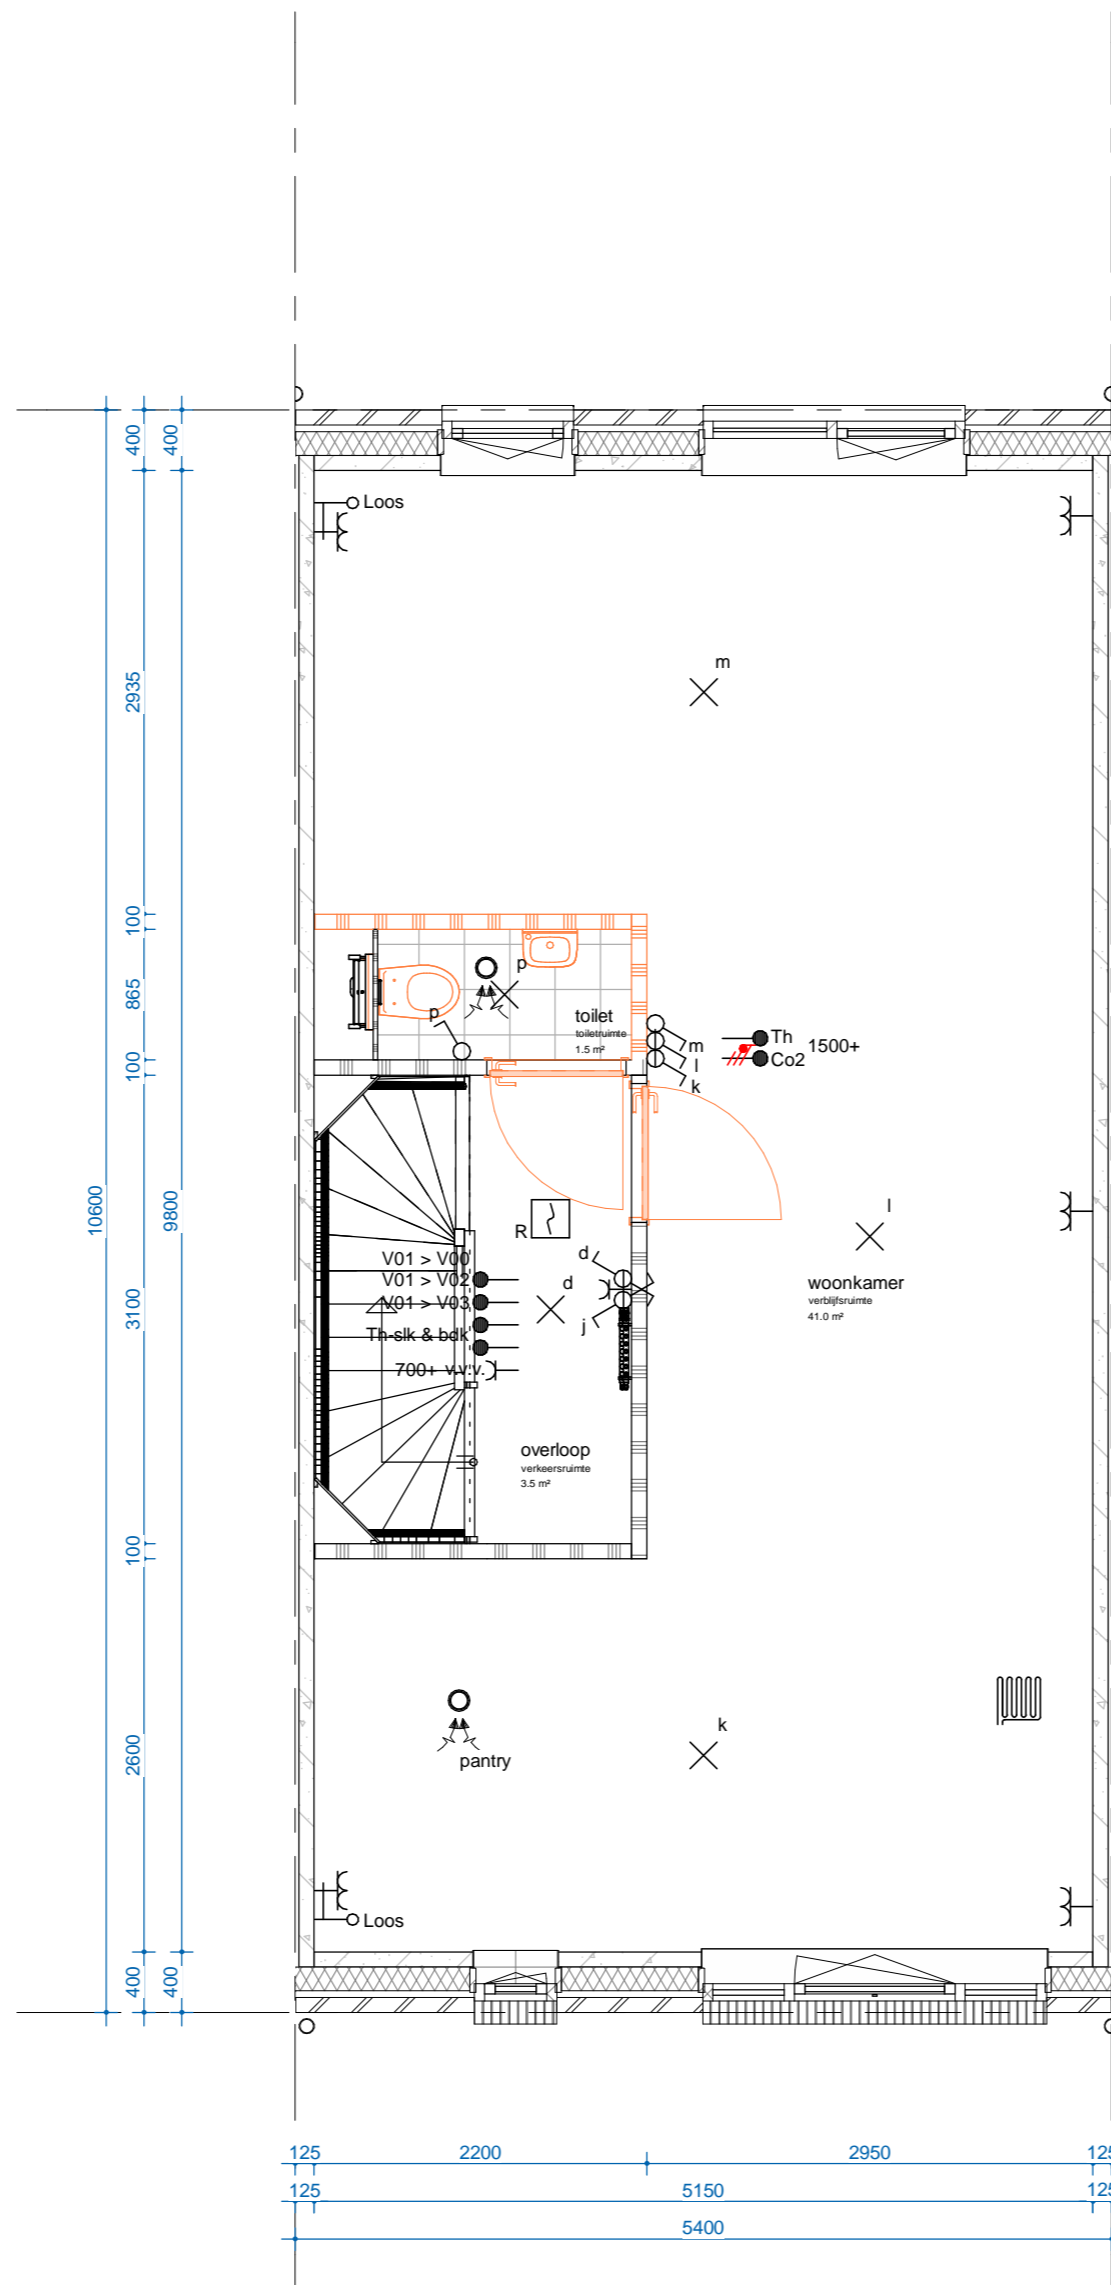 400
400
Loos
2935
m
100
p
p
865
toilet
toiletruimte
1.5 m²
m
l
k
Th
Co2
1500+
100
10600
9800
R
l
V01 > V00
V01 > V02
V01 > V03
Th-slk & bdk
700+ v.v.v.
d
d
j
woonkamer
verblijfsruimte
41.0 m²
3100
overloop
verkeersruimte
3.5 m²
100
k
pantry
2600
Loos
400
400
125
2200
2950
125
125
5150
125
5400